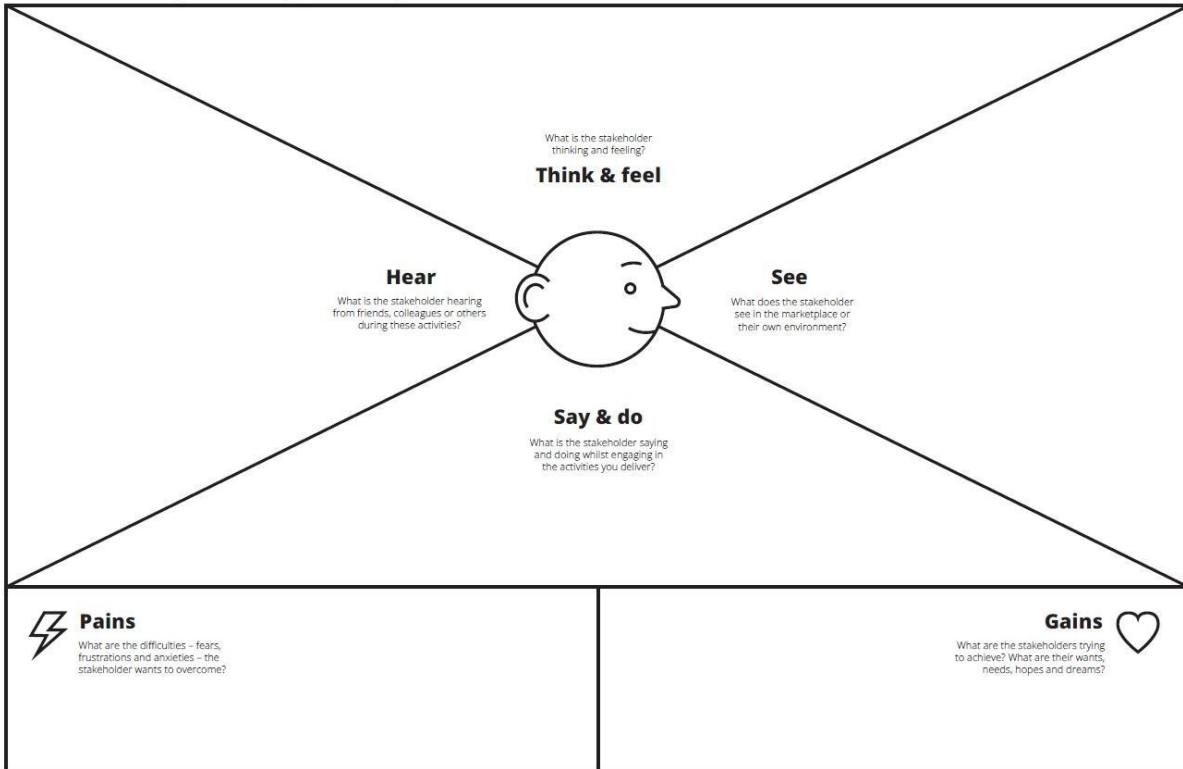 What is the stakeholder
thinking and feeling?
Think & feel
Hear
What is the stakeholder hearing
from friends, colleagues or others
during these activities?
See
What does the stakeholder
see in the marketplace or
their own environment?
Say & do
What is the stakeholder saying
and doing whilst engaging in
the activities you deliver?
Pains
What are the difficulties – fears,
frustrations and anxieties – the
stakeholder wants to overcome?
Gains
What are the stakeholders trying
to achieve? What are their wants,
needs, hopes and dreams?